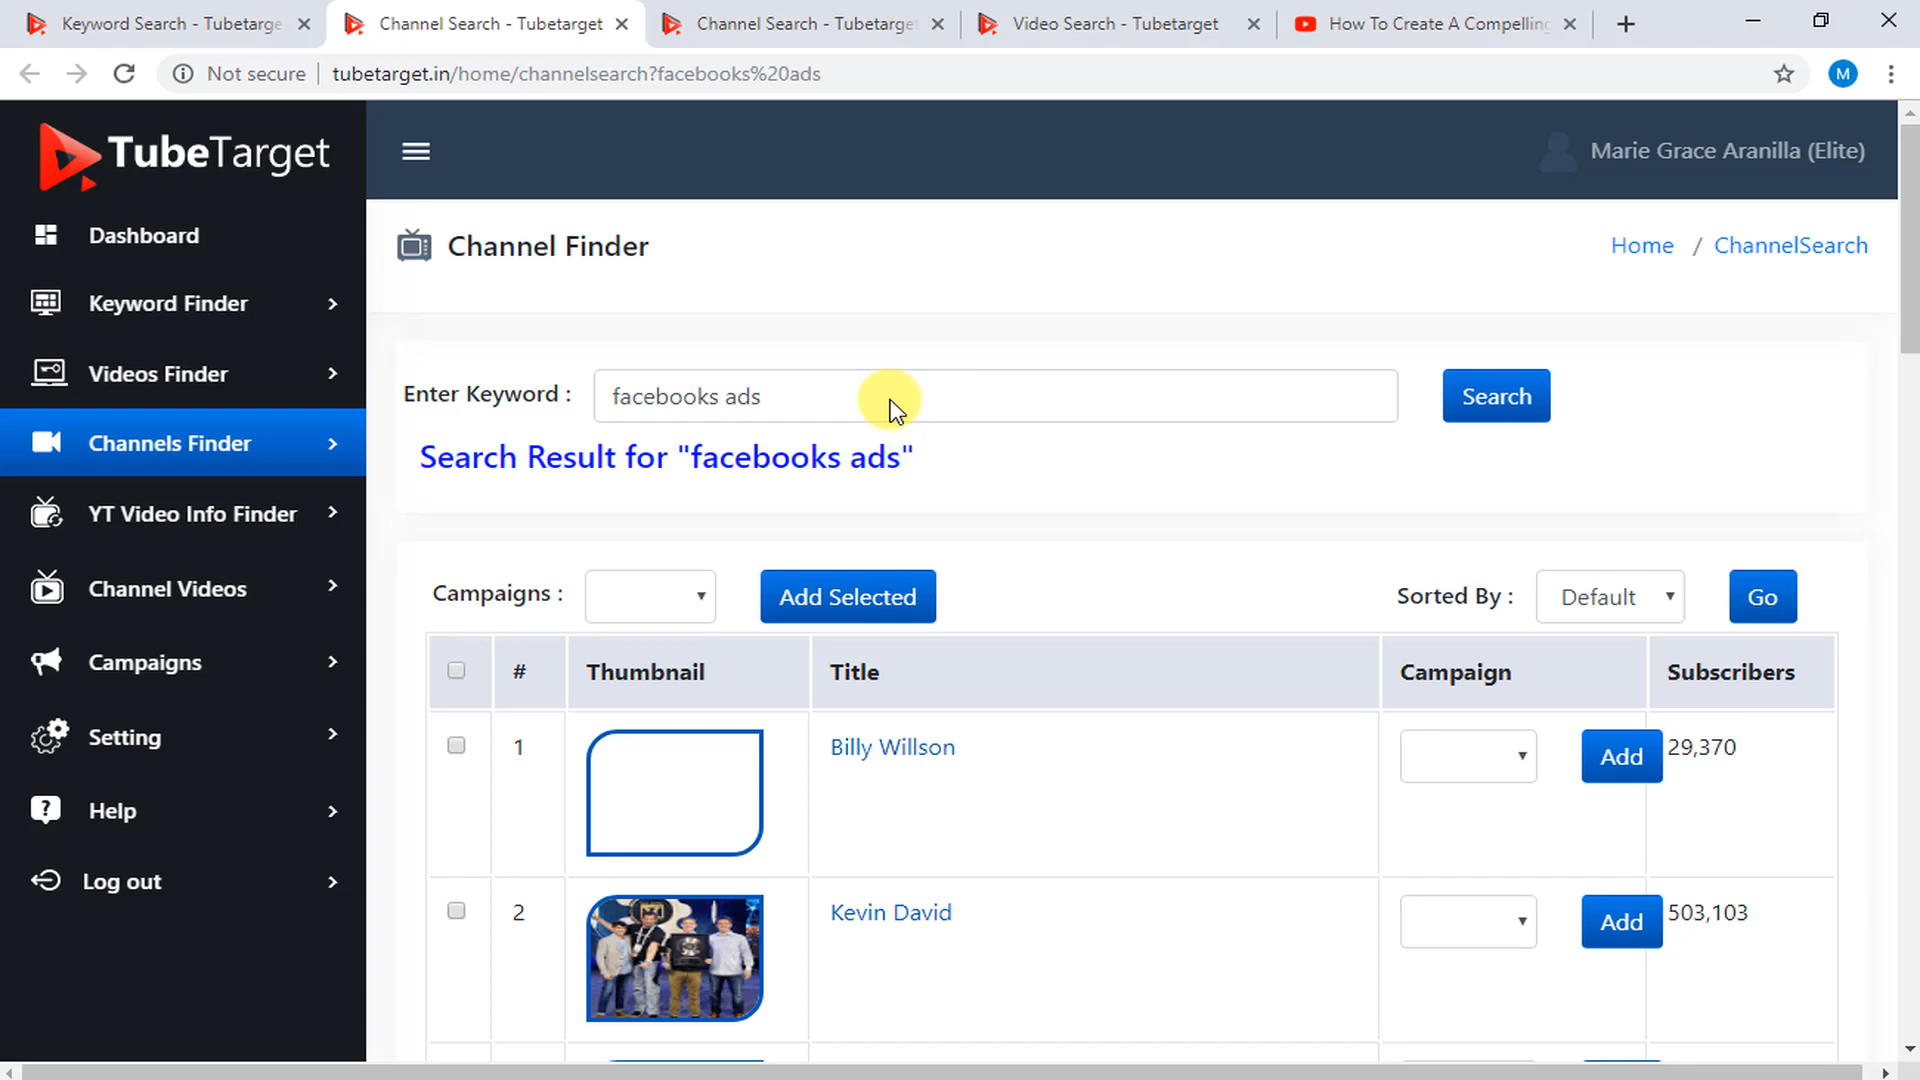 Keyword Search - Tubetarge
Channel Search - Tubetarget
Channel Search - Tubetarget
Video Search - Tubetarget
How To Create A Compelling
Not secure
tubetarget.in/home/channelsearch?facebooks%20ads
M
TubeTarget
Marie Grace Aranilla (Elite)
Dashboard
Keyword Finder
Videos Finder
Channels Finder
YT Video Info Finder
Channel Videos
Campaigns
Setting
Help
Log out
Channel Finder
Home / ChannelSearch
Enter Keyword :
facebooks ads
Search
Search Result for "facebooks ads"
Campaigns :
Add Selected
Sorted By :
Default
Go
# Thumbnail Title Campaign Subscribers
1 Billy Willson Add 29,370
2 Kevin David Add 503,103